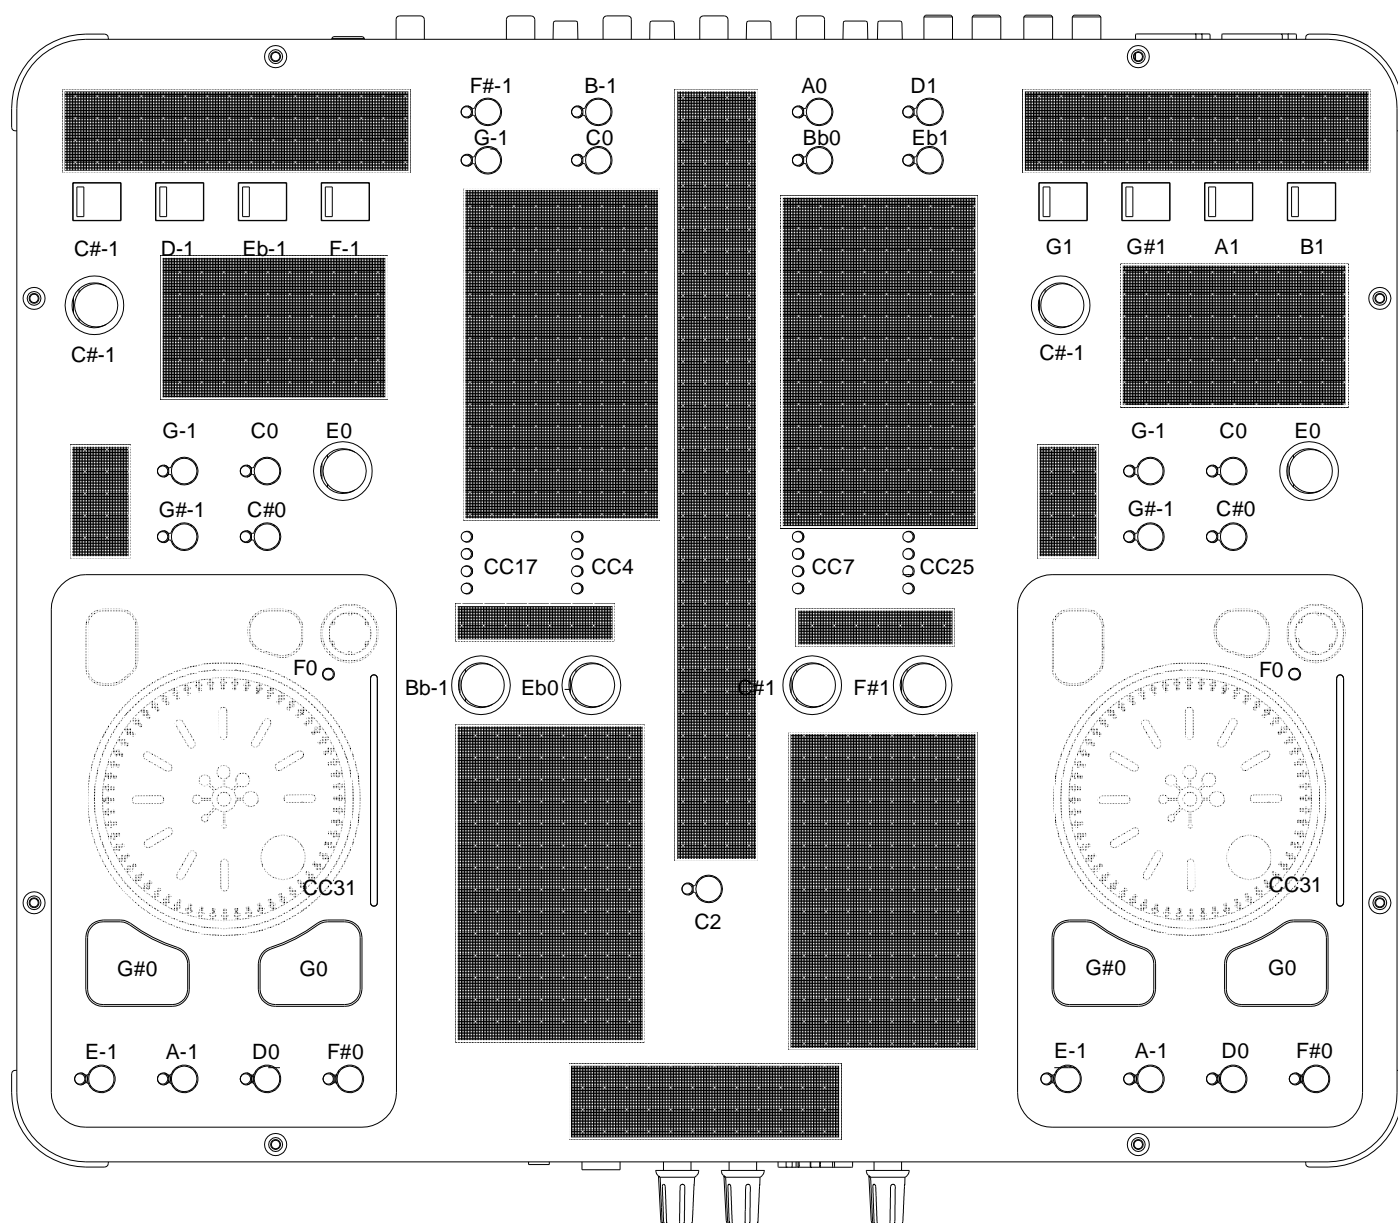 F#-1 B-1 A0 D1
G-1 C0 Bb0 Eb1
C#-1 D-1 Eb-1 F-1 G1 G#1 A1 B1
C#-1 C#-1
G-1 C0 E0 G-1 C0 E0
G#-1 C#0 G#-1 C#0
CC17 CC4 CC7 CC25
F0 F0
Bb-1 Eb0 C#1 F#1
CC31 CC31
C2
G#0 G0 G#0 G0
E-1 A-1 D0 F#0 E-1 A-1 D0 F#0